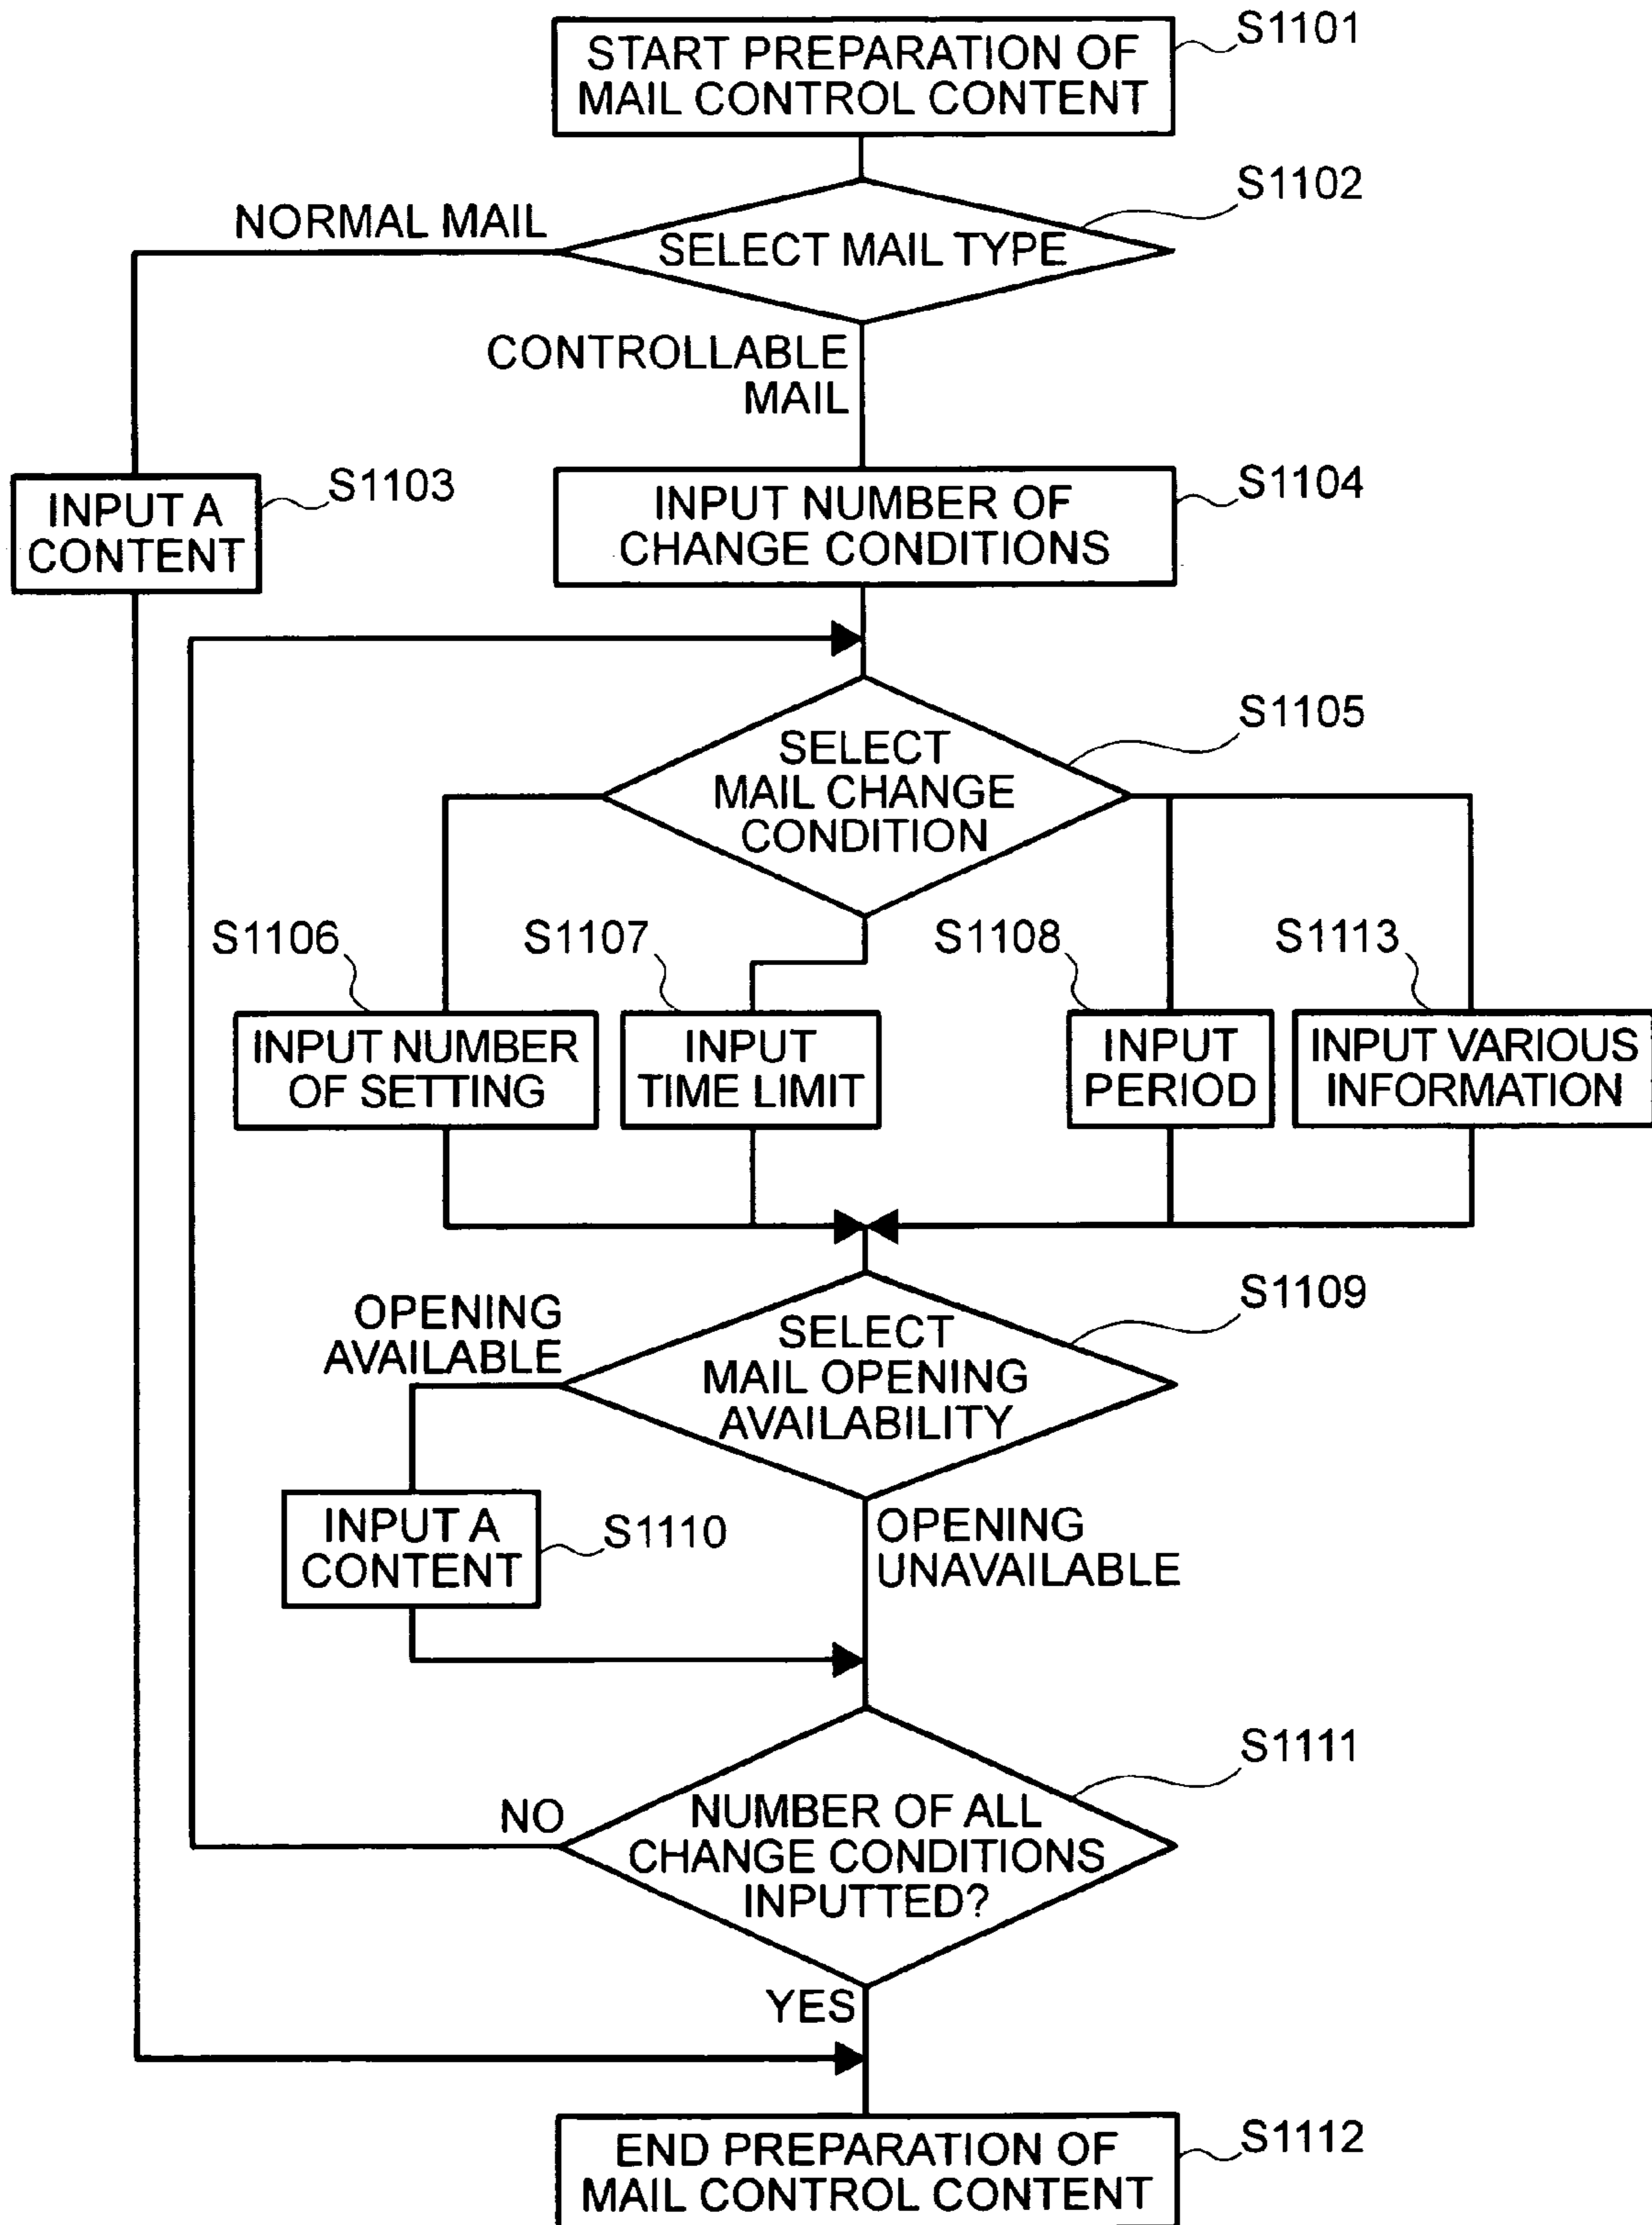 START PREPARATION OF
MAIL CONTROL CONTENT
S1101
S1102
NORMAL MAIL
SELECT MAIL TYPE
CONTROLLABLE
MAIL
S1103
INPUT A
CONTENT
S1104
INPUT NUMBER OF
CHANGE CONDITIONS
S1105
SELECT
MAIL CHANGE
CONDITION
S1106
S1107
S1108
S1113
INPUT NUMBER
OF SETTING
INPUT
TIME LIMIT
INPUT
PERIOD
INPUT VARIOUS
INFORMATION
S1109
OPENING
AVAILABLE
SELECT
MAIL OPENING
AVAILABILITY
INPUT A
CONTENT
S1110
OPENING
UNAVAILABLE
S1111
NO
NUMBER OF ALL
CHANGE CONDITIONS
INPUTTED?
YES
END PREPARATION OF
MAIL CONTROL CONTENT
S1112